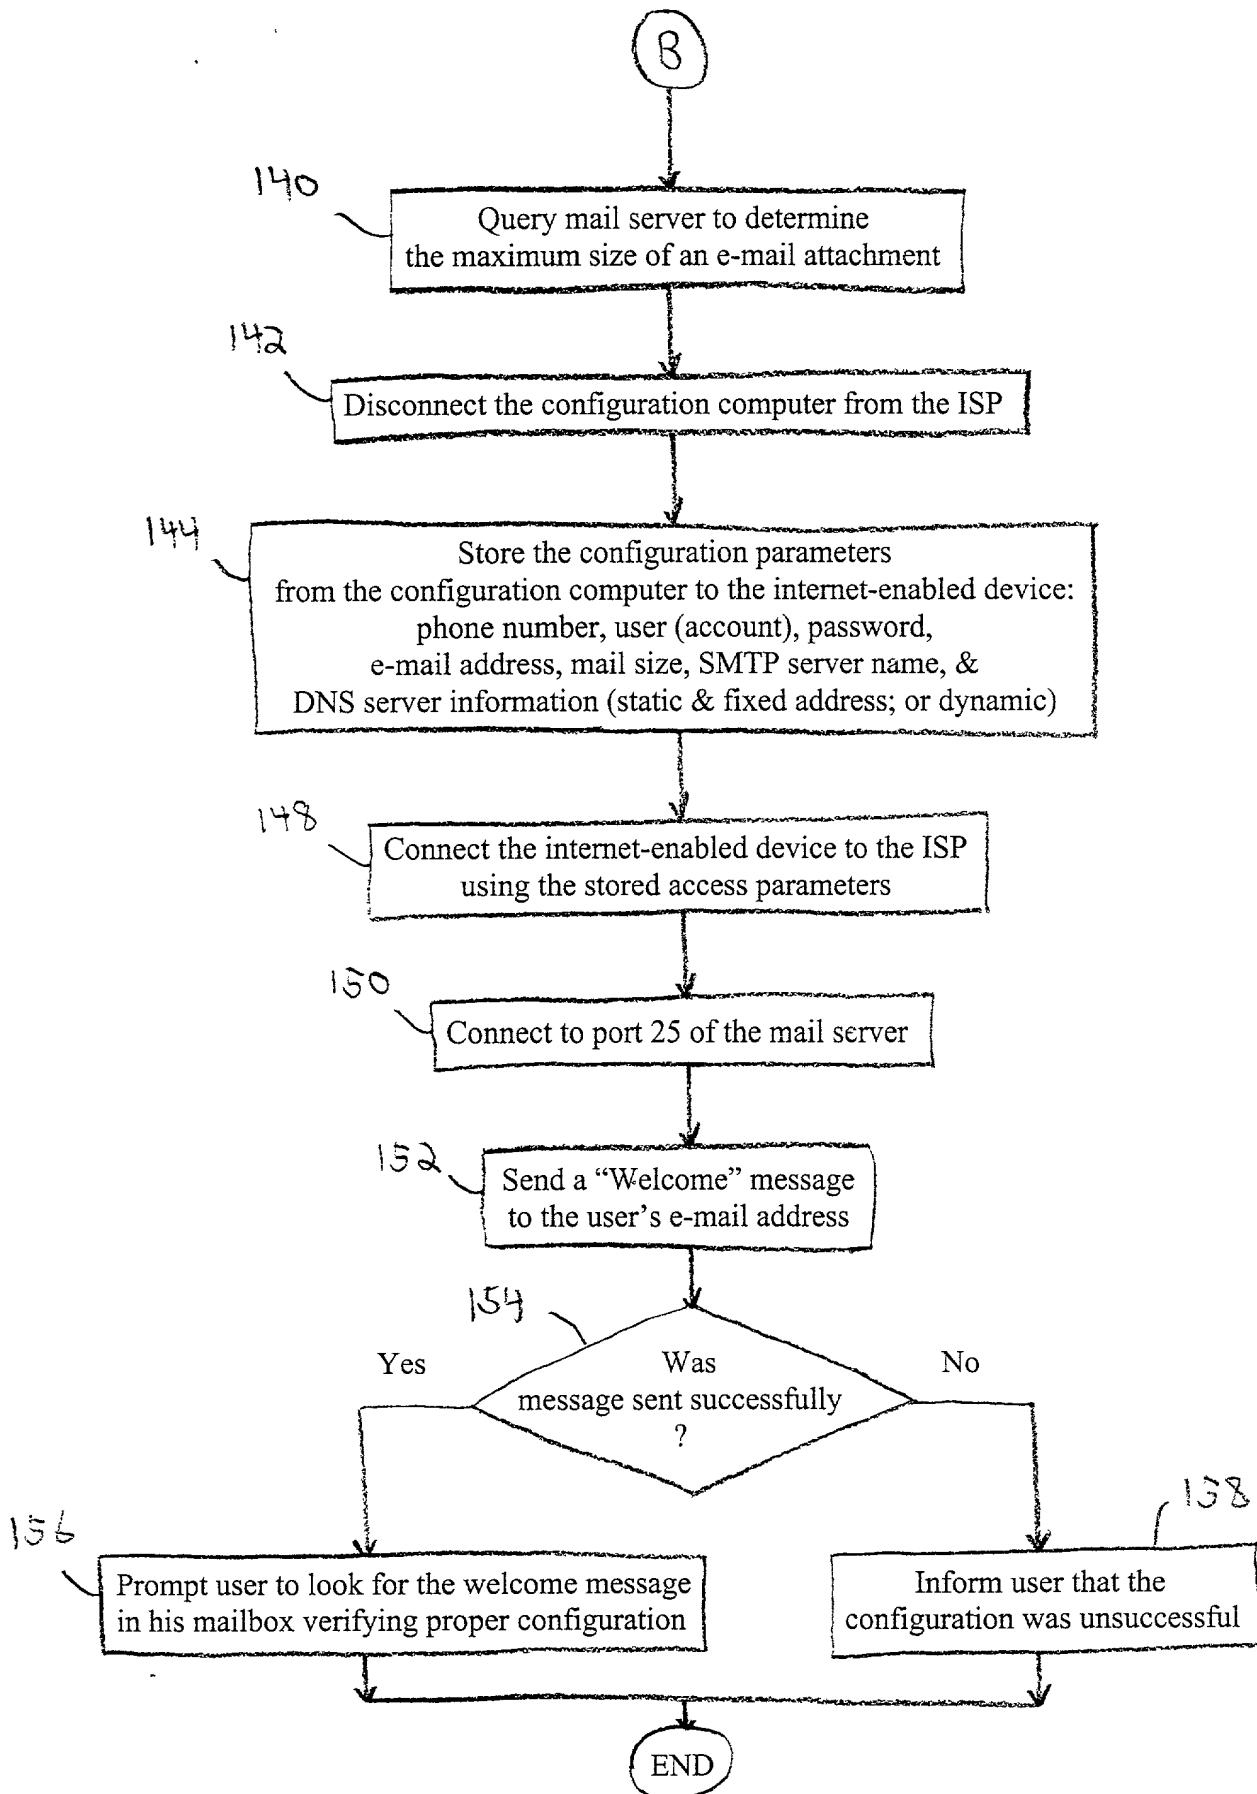 B
140
Query mail server to determine
the maximum size of an e-mail attachment
142
Disconnect the configuration computer from the ISP
144
Store the configuration parameters
from the configuration computer to the internet-enabled device:
phone number, user (account), password,
e-mail address, mail size, SMTP server name, &
DNS server information (static & fixed address; or dynamic)
148
Connect the internet-enabled device to the ISP
using the stored access parameters
150
Connect to port 25 of the mail server
152
Send a “Welcome” message
to the user’s e-mail address
154
Yes
Was
message sent successfully
?
No
156
Prompt user to look for the welcome message
in his mailbox verifying proper configuration
158
Inform user that the
configuration was unsuccessful
END